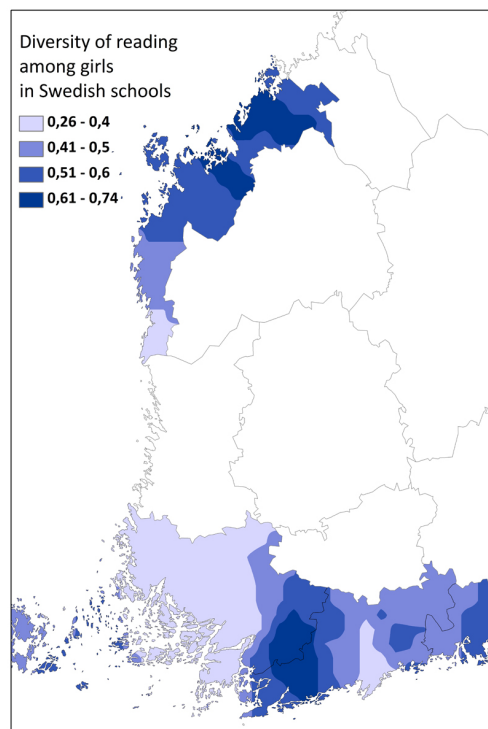 Diversity of reading
among girls
in Swedish schools
0,26 - 0,4
0,41 - 0,5
0,51 - 0,6
0,61 - 0,74